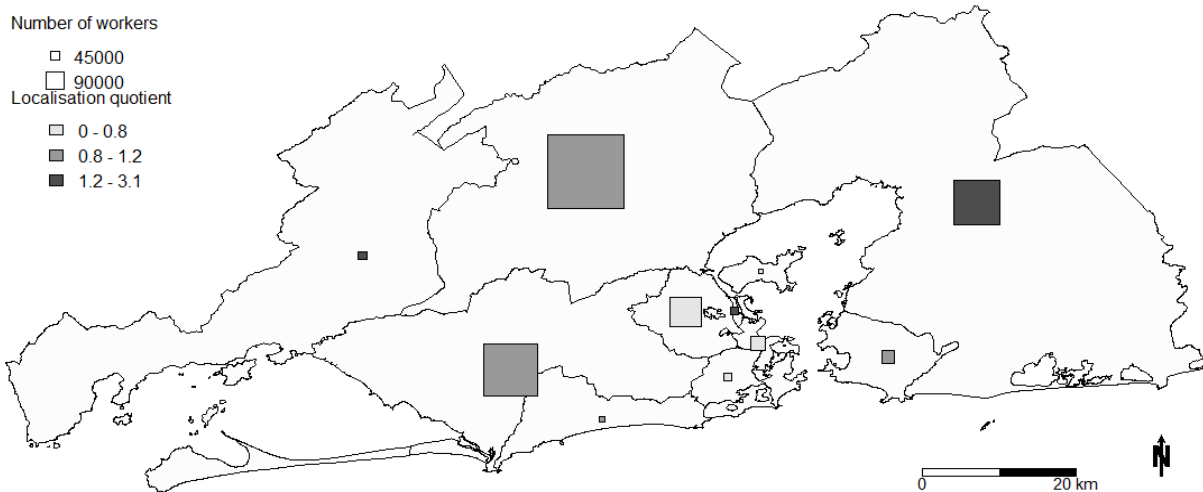 Number of workers
45000
90000
Localisation quotient
0 - 0.8
0.8 - 1.2
1.2 - 3.1
N
0 20 km